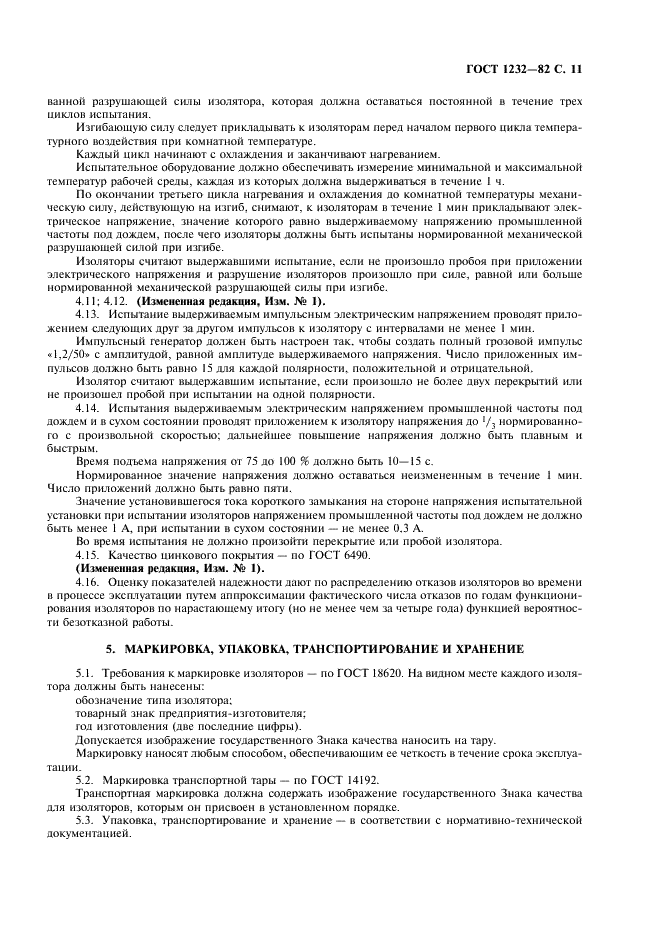 ГОСТ 1232—82 С. 11
ванной разрушающей силы изолятора, которая должна оставаться постоянной в течение трех
циклов испытания.
Изгибающую силу следует прикладывать к изоляторам перед началом первого цикла темпера-
турного воздействия при комнатной температуре.
Каждый цикл начинают с охлаждения и заканчивают нагреванием.
Испытательное оборудование должно обеспечивать измерение минимальной и максимальной
температур рабочей среды, каждая из которых должна выдерживаться в течение 1 ч.
По окончании третьего цикла нагревания и охлаждения до комнатной температуры механи-
ческую силу, действующую на изгиб, снимают, к изоляторам в течение 1 мин прикладывают элек-
трическое напряжение, значение которого равно выдерживаемому напряжению промышленной
частоты под дождем, после чего изоляторы должны быть испытаны нормированной механической
разрушающей силой при изгибе.
Изоляторы считают выдержавшими испытание, если не произошло пробоя при приложении
электрического напряжения и разрушение изоляторов произошло при силе, равной или больше
нормированной механической разрушающей силы при изгибе.
4.11; 4.12. (Измененная редакция, Изм. № 1).
4.13. Испытание выдерживаемым импульсным электрическим напряжением проводят прило-
жением следующих друг за другом импульсов к изолятору с интервалами не менее 1 мин.
Импульсный генератор должен быть настроен так, чтобы создать полный грозовой импульс
«1,2/50» с амплитудой, равной амплитуде выдерживаемого напряжения. Число приложенных им-
пульсов должно быть равно 15 для каждой полярности, положительной и отрицательной.
Изолятор считают выдержавшим испытание, если произошло не более двух перекрытий или
не произошел пробой при испытании на одной полярности.
4.14. Испытания выдерживаемым электрическим напряжением промышленной частоты под
дождем и в сухом состоянии проводят приложением к изолятору напряжения до 1/3 нормированно-
го с произвольной скоростью; дальнейшее повышение напряжения должно быть плавным и
быстрым.
Время подъема напряжения от 75 до 100 % должно быть 10—15 с.
Нормированное значение напряжения должно оставаться неизменным в течение 1 мин.
Число приложений должно быть равно пяти.
Значение установившегося тока короткого замыкания на стороне напряжения испытательной
установки при испытании изоляторов напряжением промышленной частоты под дождем не должно
быть менее 1 А, при испытании в сухом состоянии — не менее 0,3 А.
Во время испытания не должно произойти перекрытие или пробой изолятора.
4.15. Качество цинкового покрытия — по ГОСТ 6490.
(Измененная редакция, Изм. № 1).
4.16. Оценку показателей надежности дают по распределению отказов изоляторов во времени
в процессе эксплуатации путем аппроксимации фактического числа отказов по годам функциони-
рования изоляторов по нарастающему итогу (но не менее чем за четыре года) функцией вероятнос-
ти безотказной работы.
5. МАРКИРОВКА, УПАКОВКА, ТРАНСПОРТИРОВАНИЕ И ХРАНЕНИЕ
5.1. Требования к маркировке изоляторов — по ГОСТ 18620. На видном месте каждого изоля-
тора должны быть нанесены:
обозначение типа изолятора;
товарный знак предприятия-изготовителя;
год изготовления (две последние цифры).
Допускается изображение государственного Знака качества наносить на тару.
Маркировку наносят любым способом, обеспечивающим ее четкость в течение срока эксплуа-
тации.
5.2. Маркировка транспортной тары — по ГОСТ 14192.
Транспортная маркировка должна содержать изображение государственного Знака качества
для изоляторов, которым он присвоен в установленном порядке.
5.3. Упаковка, транспортирование и хранение — в соответствии с нормативно-технической
документацией.